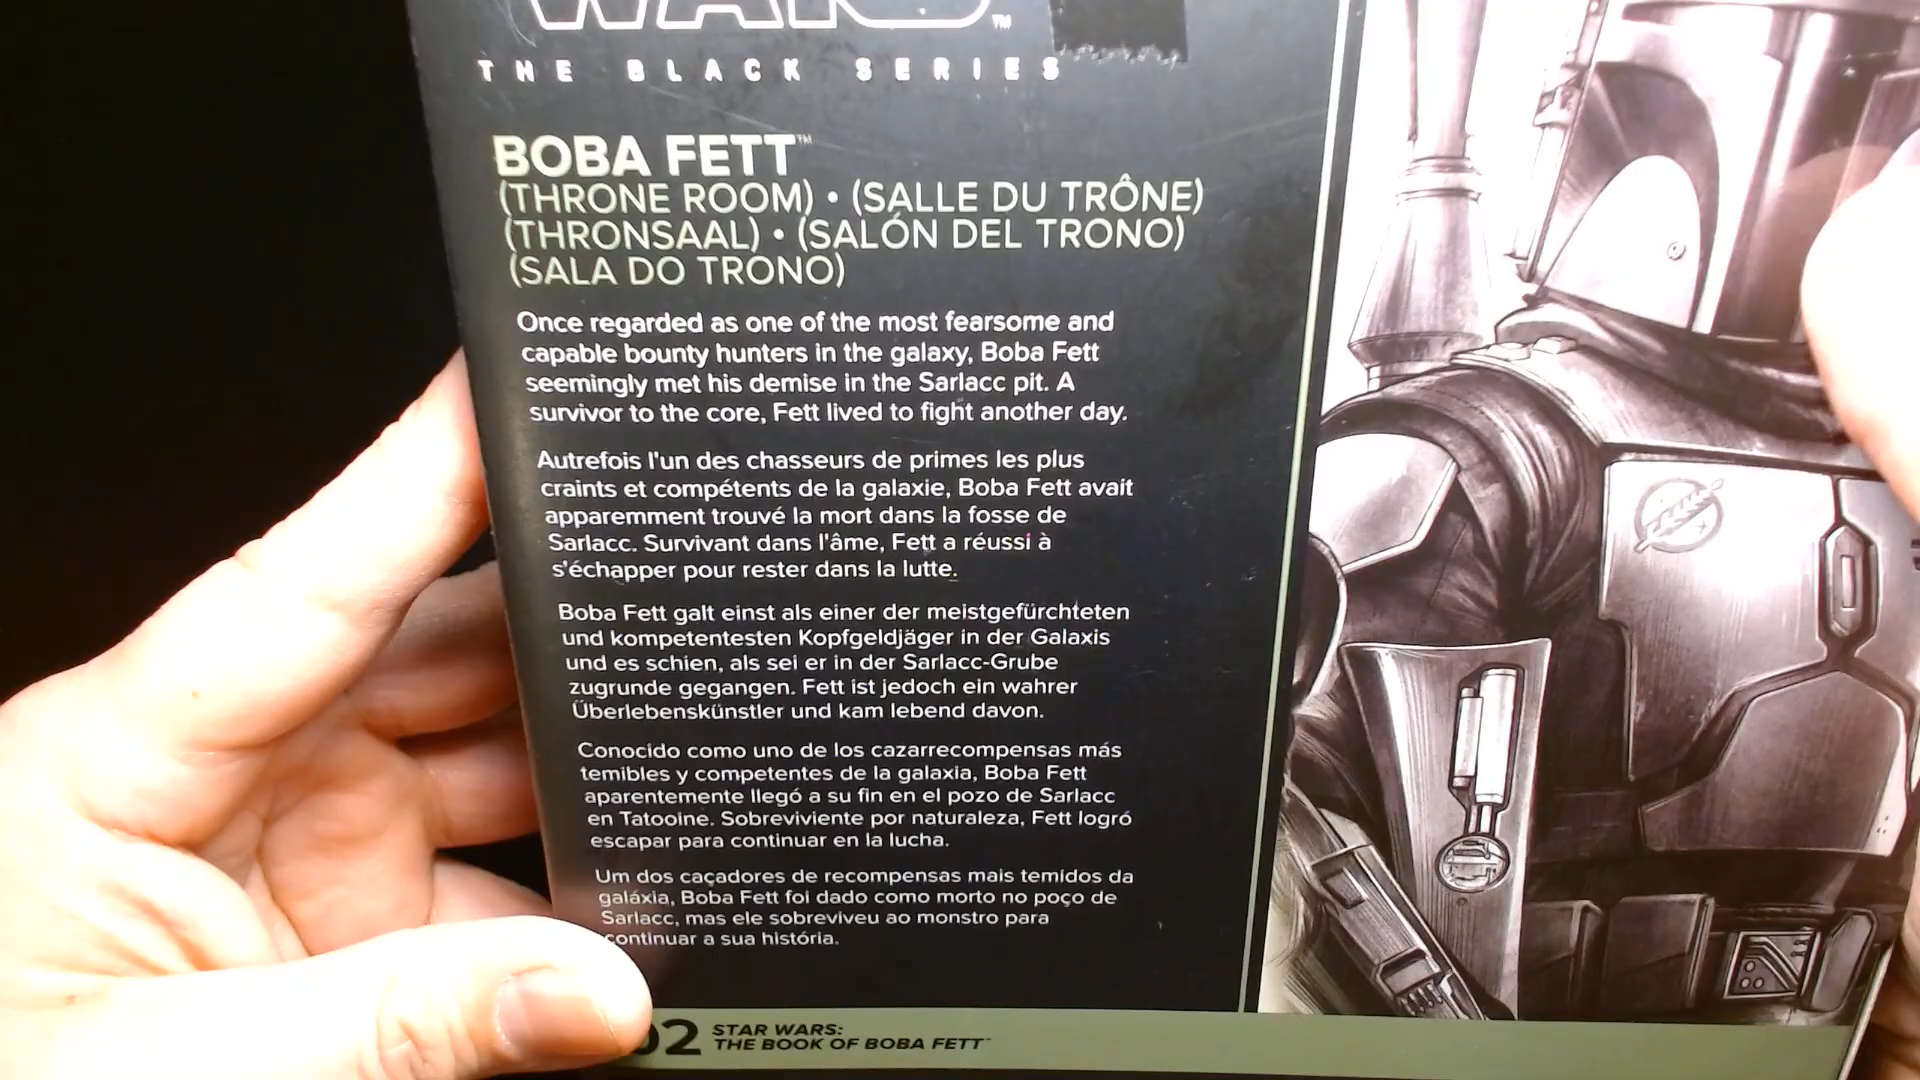 WARS™
THE BLACK SERIES
BOBA FETT™
(THRONE ROOM) • (SALLE DU TRÔNE)
(THRONSAAL) • (SALÓN DEL TRONO)
(SALA DO TRONO)
Once regarded as one of the most fearsome and
capable bounty hunters in the galaxy, Boba Fett
seemingly met his demise in the Sarlacc pit. A
survivor to the core, Fett lived to fight another day.
Autrefois l'un des chasseurs de primes les plus
craints et compétents de la galaxie, Boba Fett avait
apparemment trouvé la mort dans la fosse de
Sarlacc. Survivant dans l'âme, Fett a réussi à
s'échapper pour rester dans la lutte.
Boba Fett galt einst als einer der meistgefürchteten
und kompetentesten Kopfgeldjäger in der Galaxis
und es schien, als sei er in der Sarlacc-Grube
zugrunde gegangen. Fett ist jedoch ein wahrer
Überlebenskünstler und kam lebend davon.
Conocido como uno de los cazarrecompensas más
temibles y competentes de la galaxia, Boba Fett
aparentemente llegó a su fin en el pozo de Sarlacc
en Tatooine. Sobreviviente por naturaleza, Fett logró
escapar para continuar en la lucha.
Um dos caçadores de recompensas mais temidos da
galáxia, Boba Fett foi dado como morto no poço de
Sarlacc, mas ele sobreviveu ao monstro para
continuar a sua história.
02 STAR WARS:
THE BOOK OF BOBA FETT™